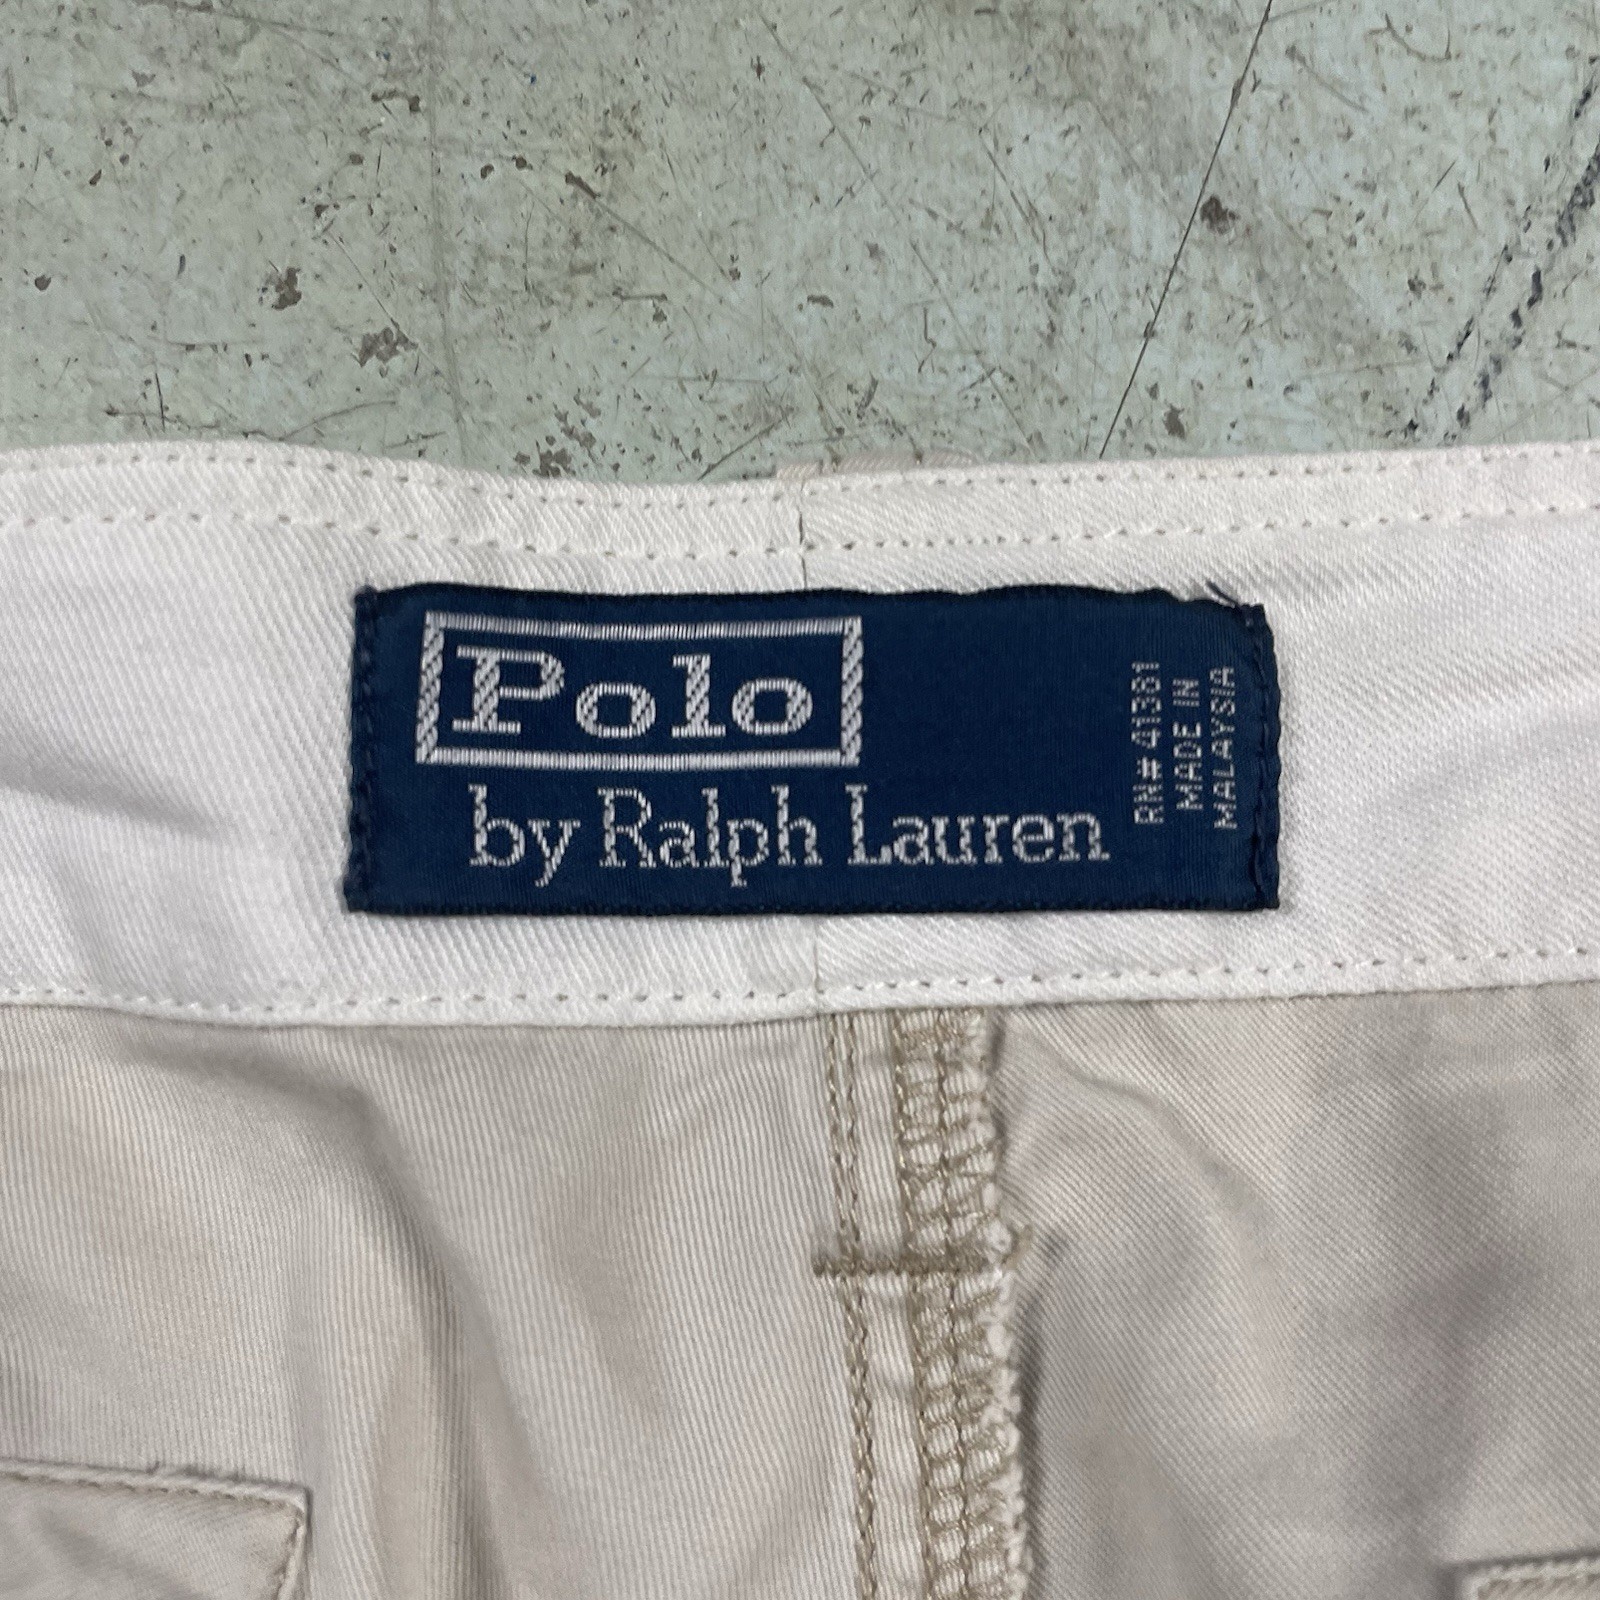 Polo
by Ralph Lauren
RN# 41381
MADE IN
MALAYSIA